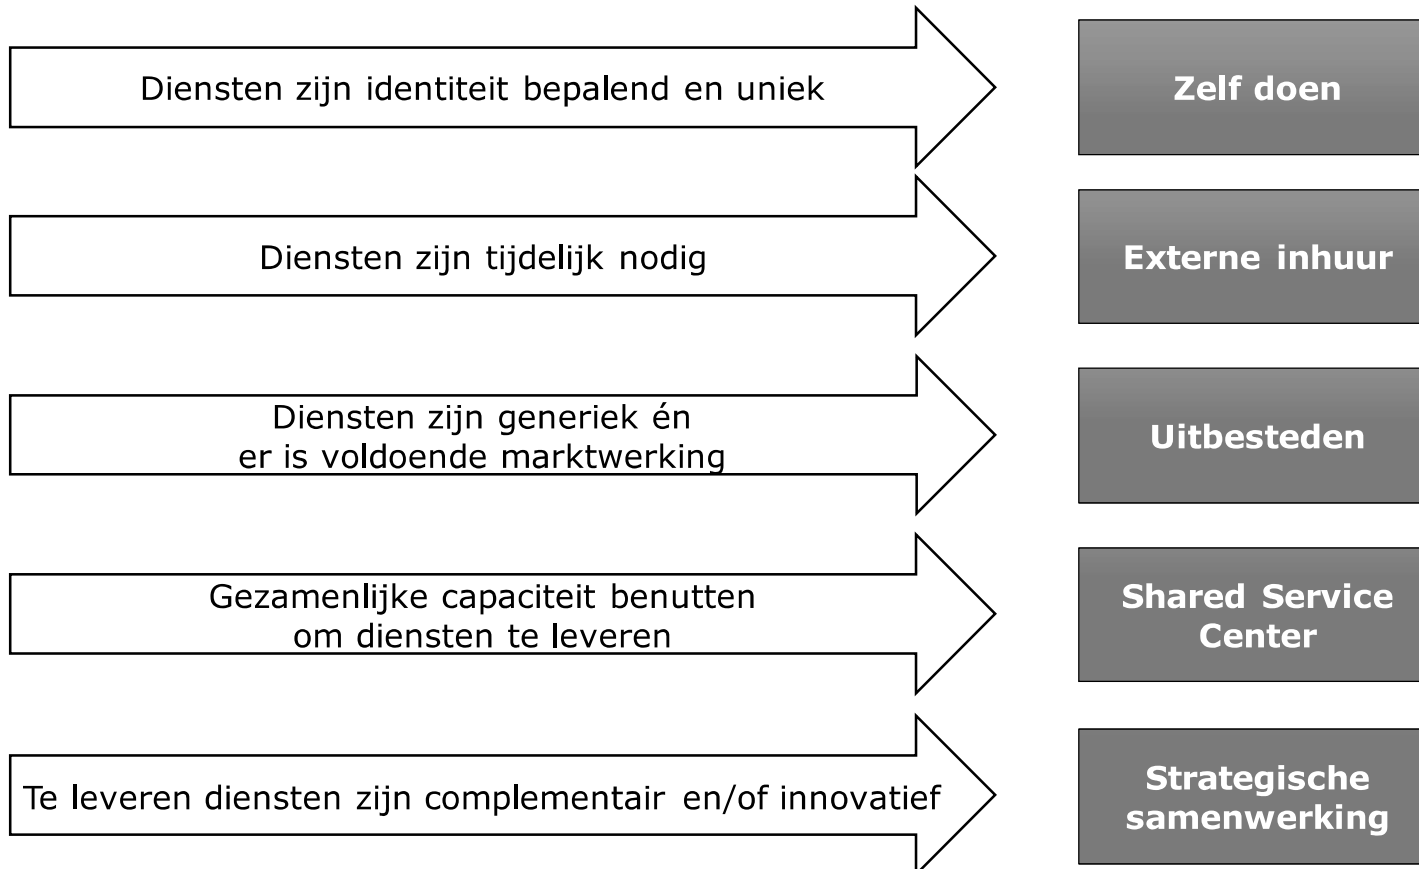 Diensten zijn identiteit bepalend en uniek
Zelf doen
Diensten zijn tijdelijk nodig
Externe inhuur
Diensten zijn generiek én
er is voldoende marktwerking
Uitbesteden
Gezamenlijke capaciteit benutten
om diensten te leveren
Shared Service
Center
Te leveren diensten zijn complementair en/of innovatief
Strategische
samenwerking